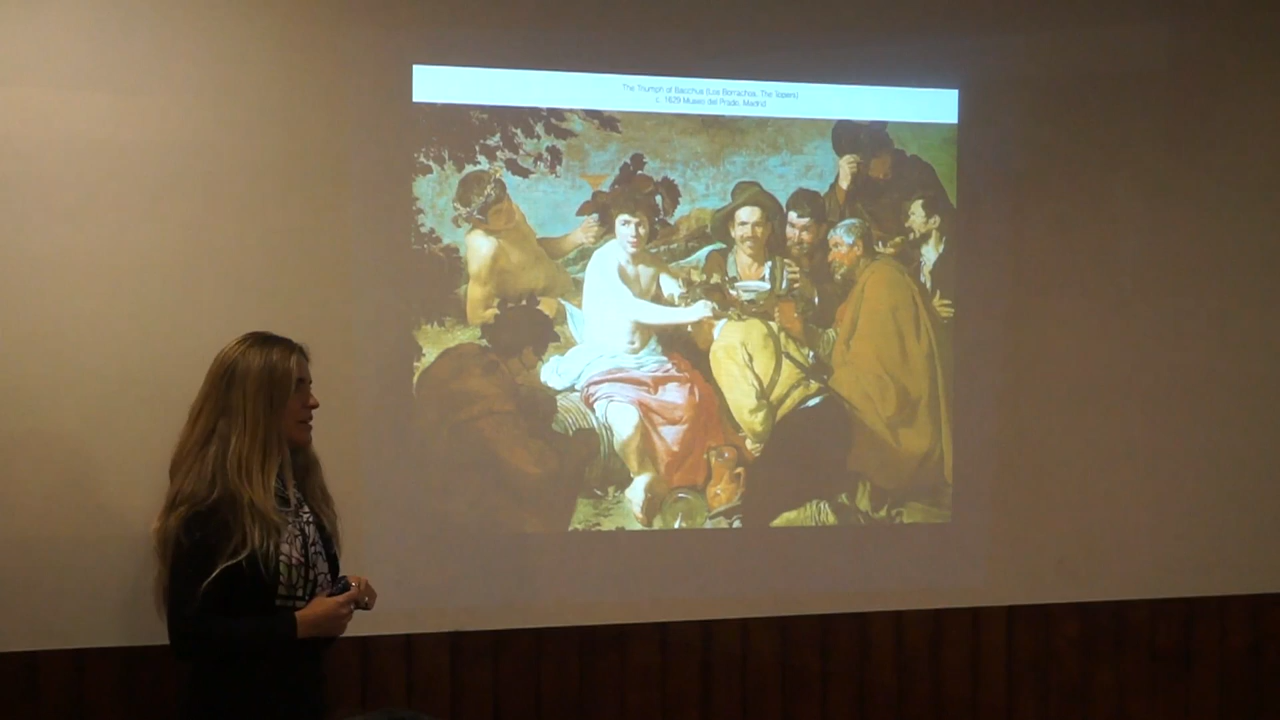 The Triumph of Bacchus (Los Borrachos, The Topers)
c. 1629 Museo del Prado, Madrid